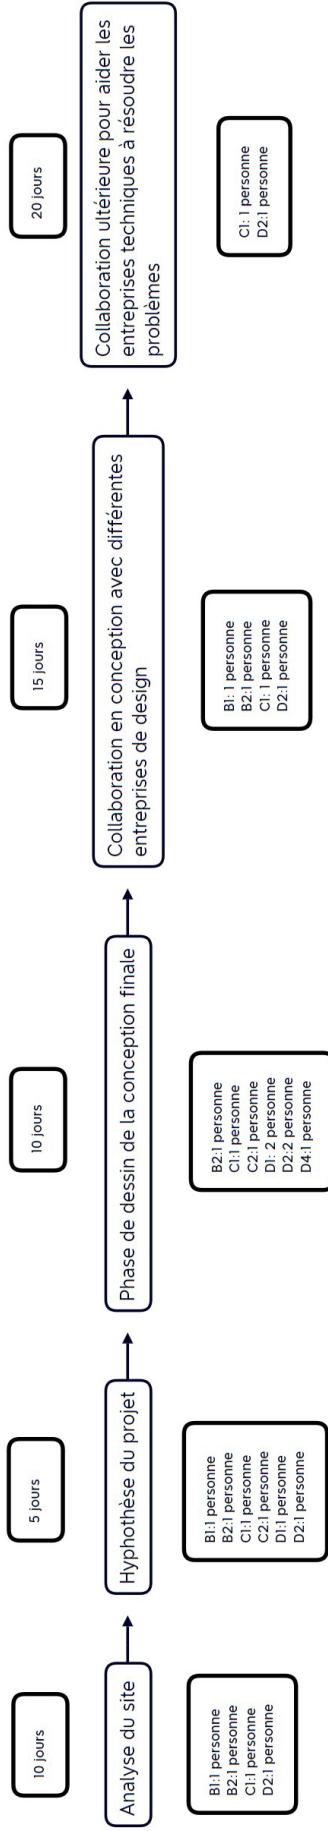 10 jours
5 jours
10 jours
15 jours
20 jours
Analyse du site
Hyphothèse du projet
Phase de dessin de la conception finale
Collaboration en conception avec différentes
entreprises de design
Collaboration ultérieure pour aider les
entreprises techniques à résoudre les
problèmes
B1:1 personne
B2:1 personne
C1:1 personne
D2:1 personne
B1:1 personne
B2:1 personne
C1:1 personne
C2:1 personne
D1:1 personne
D2:1 personne
B2:1 personne
C1:1 personne
C2:1 personne
D1: 2 personne
D2:2 personne
D4:1 personne
B1: 1 personne
B2:1 personne
C1: 1 personne
D2:1 personne
C1: 1 personne
D2:1 personne